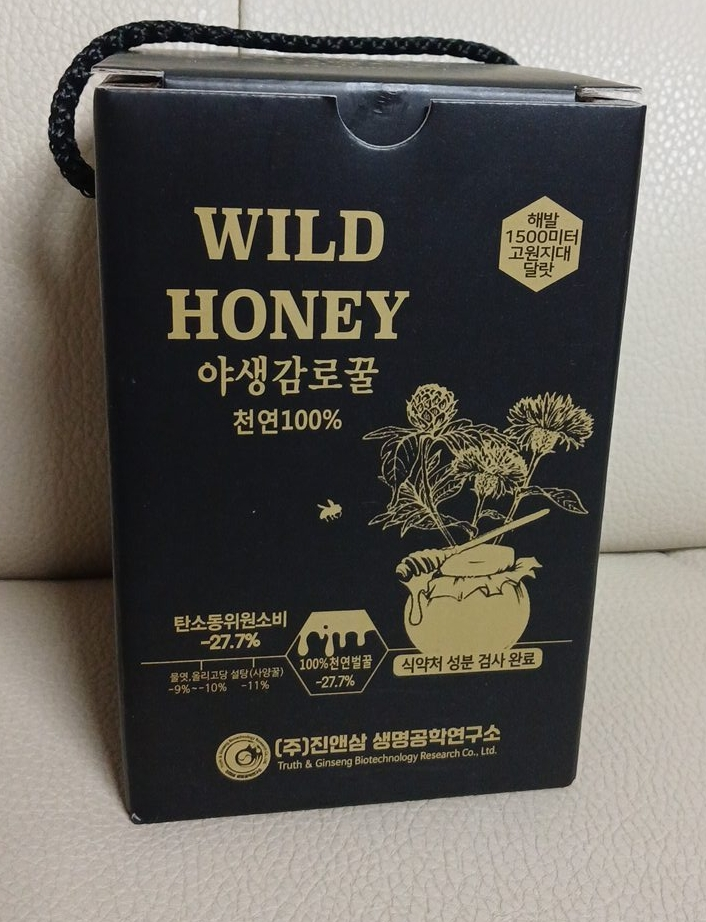 WILD
HONEY
야생감로꿀
천연100%
해발
1500미터
고원지대
달랏
탄소동위원소비
-27.7%
물엿,올리고당 설탕(사양꿀)
-9%~-10% -11%
100%천연벌꿀
-27.7%
식약처 성분 검사 완료
(주)진앤삼 생명공학연구소
Truth & Ginseng Biotechnology Research Co., Ltd.